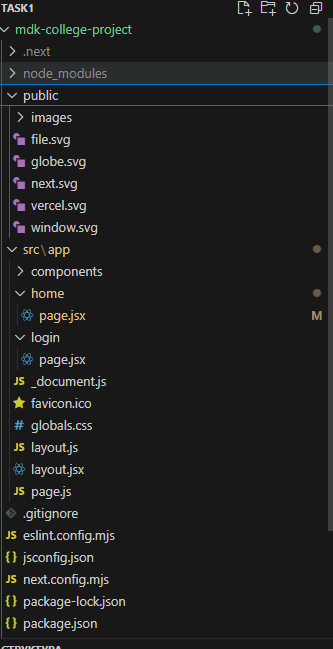 TASK1
mdk-college-project
.next
node_modules
public
images
file.svg
globe.svg
next.svg
vercel.svg
window.svg
src\app
components
home
page.jsx M
login
page.jsx
JS _document.js
favicon.ico
# globals.css
JS layout.js
layout.jsx
JS page.js
.gitignore
JS eslint.config.mjs
{} jsconfig.json
JS next.config.mjs
{} package-lock.json
{} package.json
СТРУКТУРА